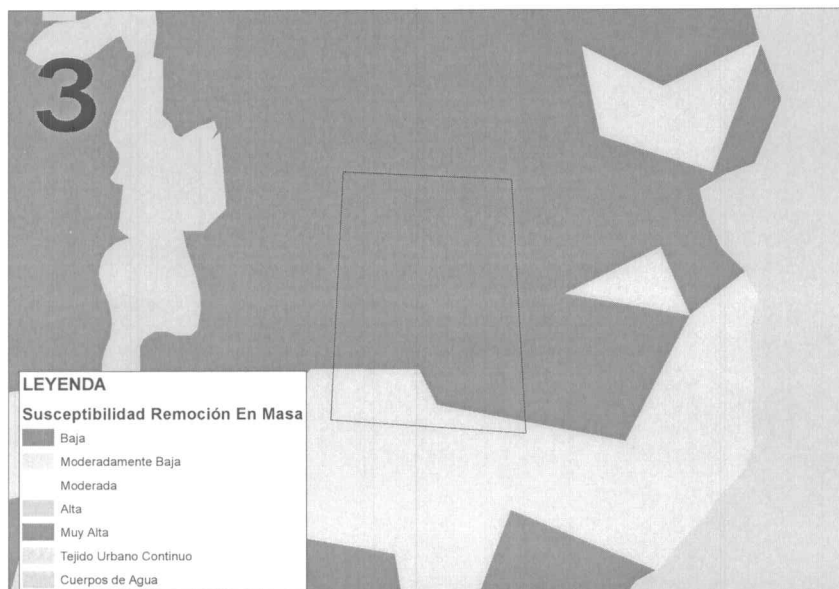 3
LEYENDA
Susceptibilidad Remoción En Masa
Baja
Moderadamente Baja
Moderada
Alta
Muy Alta
Tejido Urbano Continuo
Cuerpos de Agua